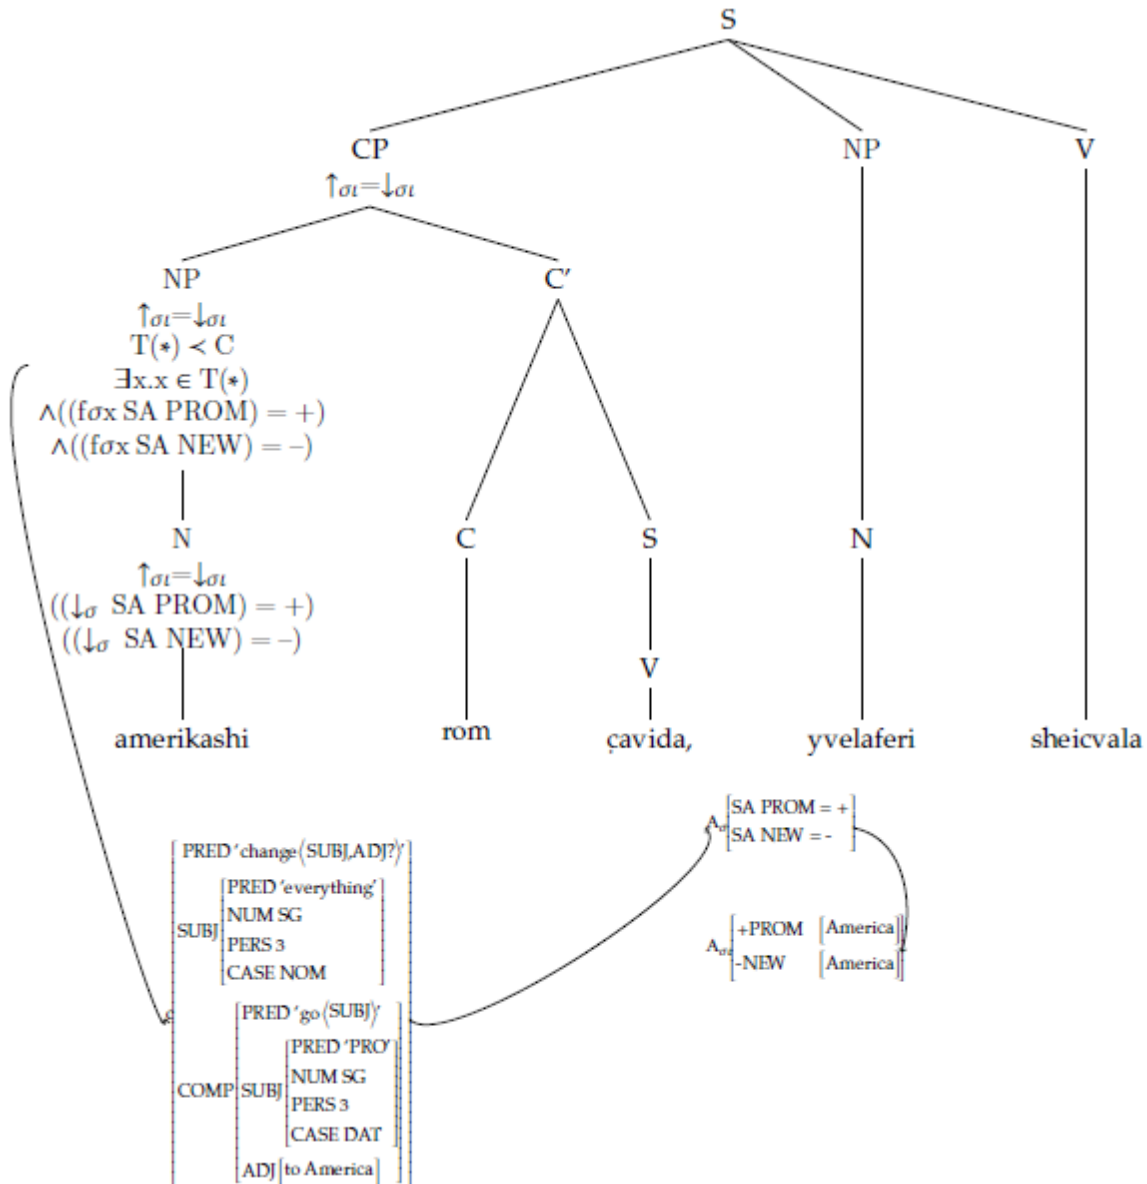 S
CP NP V
↑σι=↓σι
NP C′
↑σι=↓σι
T(*) ≺ C
∃x.x ∈ T(*)
∧((fσx SA PROM) = +)
∧((fσx SA NEW) = –)
N C S N
↑σι=↓σι
((↓σ SA PROM) = +)
((↓σ SA NEW) = –)
V
amerikashi rom çavida, yvelaferi sheicvala
Aσ[SA PROM = +
SA NEW = -]
PRED 'change⟨SUBJ,ADJ?⟩'
SUBJ [PRED 'everything'
NUM SG
PERS 3
CASE NOM]
Aσι[+PROM [America]
-NEW [America]]
COMP [PRED 'go⟨SUBJ⟩'
SUBJ [PRED 'PRO'
NUM SG
PERS 3
CASE DAT]
ADJ [to America]]